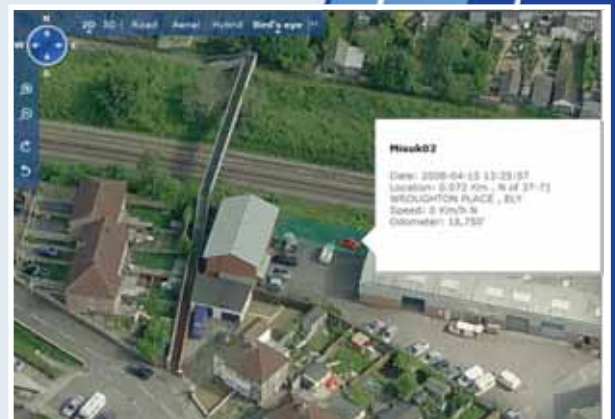 N
2D 3D Road Aerial Hybrid Bird's eye
W E
S
Misuk02
Date: 2008-04-15 13:25:57
Location: 0.072 Km , N of 37-71
WROUGHTON PLACE , ELY
Speed: 0 Km/h N
Odometer: 18,750'